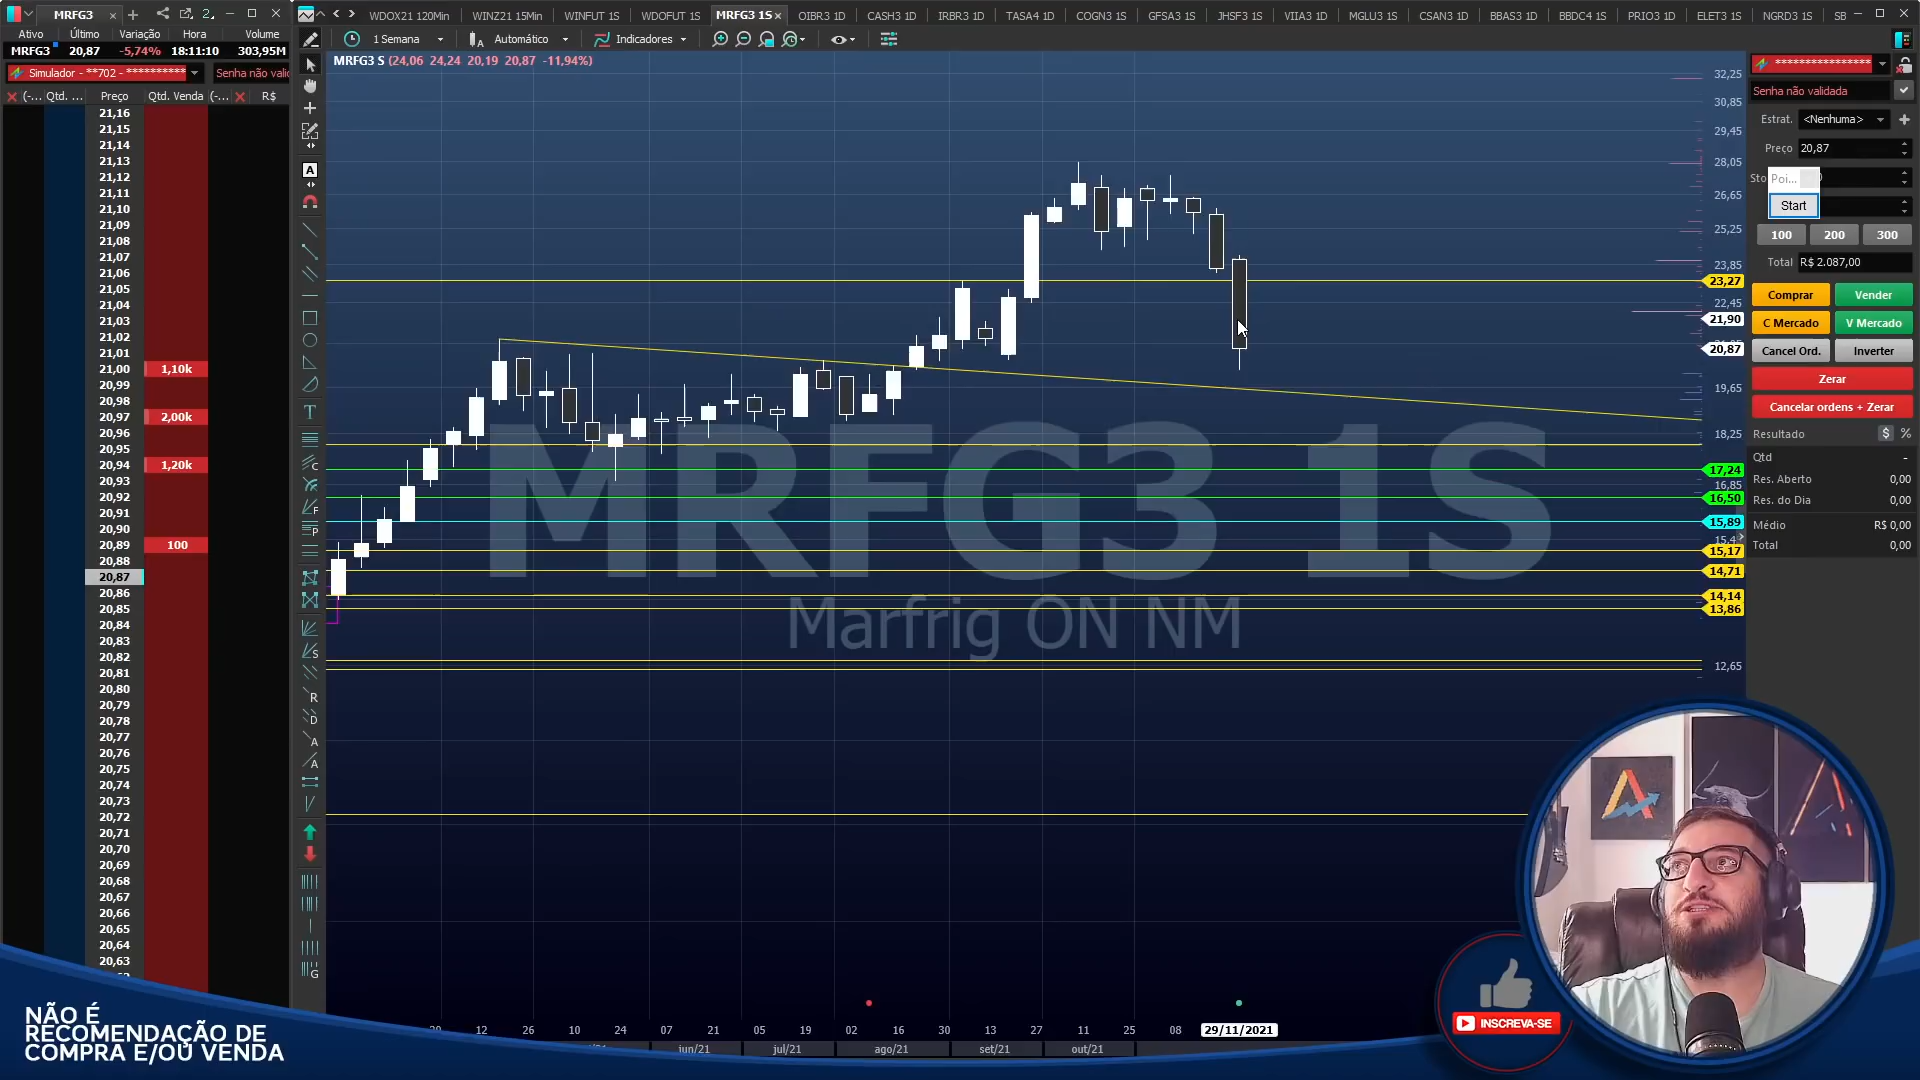 MRFG3
Ativo Último Variação Hora Volume
MRFG3 20,87 -5,74% 18:11:10 303,95M
Simulador - **702 - ********** Senha não vali
(-... Qtd. ... Preço Qtd. Venda (-... R$
21,16
21,15
21,14
21,13
21,12
21,11
21,10
21,09
21,08
21,07
21,06
21,05
21,04
21,03
21,02
21,01
21,00 1,10k
20,99
20,98
20,97 2,00k
20,96
20,95
20,94 1,20k
20,93
20,92
20,91
20,90
20,89 100
20,88
20,87
20,86
20,85
20,84
20,83
20,82
20,81
20,80
20,79
20,78
20,77
20,76
20,75
20,74
20,73
20,72
20,71
20,70
20,69
20,68
20,67
20,66
20,65
20,64
20,63
WDOX21 120Min WINZ21 15Min WINFUT 1S WDOFUT 1S MRFG3 1S OIBR3 1D CASH3 1D IRBR3 1D TASA4 1D COGN3 1S GFSA3 1S JHSF3 1S VIIA3 1D MGLU3 1S CSAN3 1D BBAS3 1D BBDC4 1S PRIO3 1D ELET3 1S NGRD3 1S SB
1 Semana Automático Indicadores
MRFG3 S (24,06 24,24 20,19 20,87 -11,94%)
MRFG3 1S
Marfrig ON NM
32,25
30,85
29,45
28,05
26,65
25,25
23,85
23,27
22,45
21,90
20,87
19,65
18,25
17,24
16,85
16,50
15,89
15,17
14,71
14,14
13,86
12,65
12 26 10 24 07 21 05 19 02 16 30 13 27 11 25 08 29/11/2021
jun/21 jul/21 ago/21 set/21 out/21
****************
Senha não validada
Estrat. <Nenhuma>
Preço 20,87
Sto Poi...
Start
100 200 300
Total R$ 2.087,00
Comprar Vender
C Mercado V Mercado
Cancel Ord. Inverter
Zerar
Cancelar ordens + Zerar
Resultado $ %
Qtd -
Res. Aberto 0,00
Res. do Dia 0,00
Médio R$ 0,00
Total 0,00
NÃO É
RECOMENDAÇÃO DE
COMPRA E/OU VENDA
INSCREVA-SE